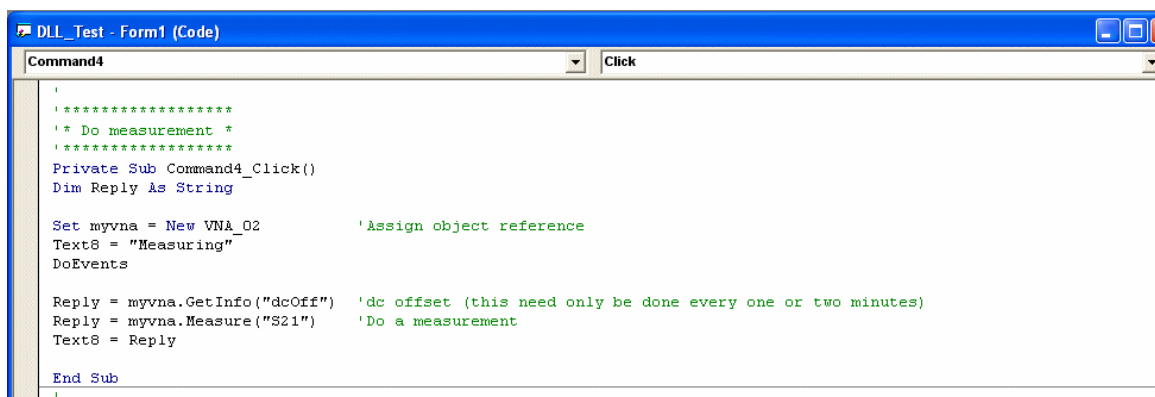 DLL_Test - Form1 (Code)
Command4 Click
'
'******************
'* Do measurement *
'******************
Private Sub Command4_Click()
Dim Reply As String
Set myvna = New VNA_02 'Assign object reference
Text8 = "Measuring"
DoEvents
Reply = myvna.GetInfo("dcOff") 'dc offset (this need only be done every one or two minutes)
Reply = myvna.Measure("S21") 'Do a measurement
Text8 = Reply
End Sub
'